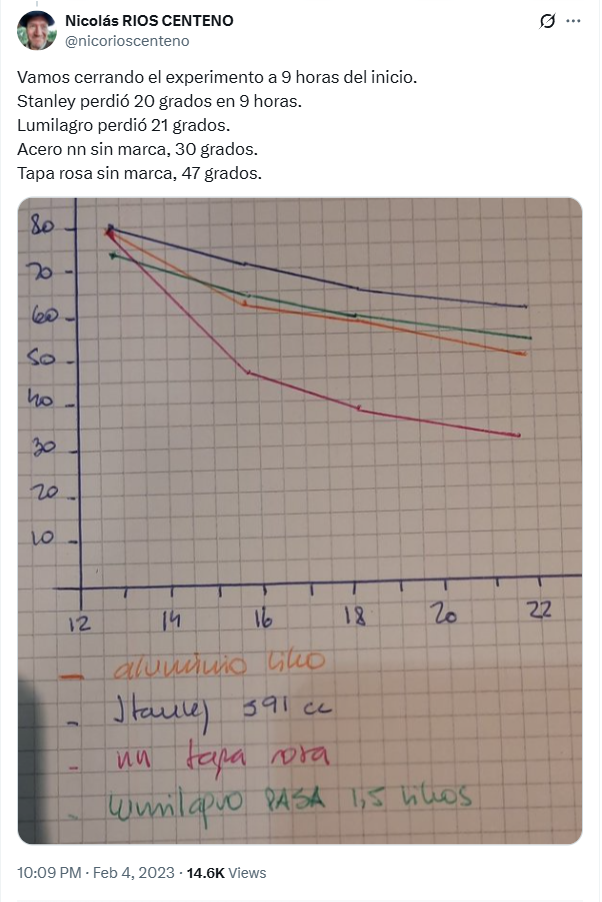 Nicolás RIOS CENTENO
@nicorioscenteno
Vamos cerrando el experimento a 9 horas del inicio.
Stanley perdió 20 grados en 9 horas.
Lumilagro perdió 21 grados.
Acero nn sin marca, 30 grados.
Tapa rosa sin marca, 47 grados.
80
70
60
50
40
30
20
10
12 14 16 18 20 22
aluminio litro
Stanley 591 cc
nn tapa rosa
Lumilagro PASA 1,5 litros
10:09 PM · Feb 4, 2023 · 14.6K Views